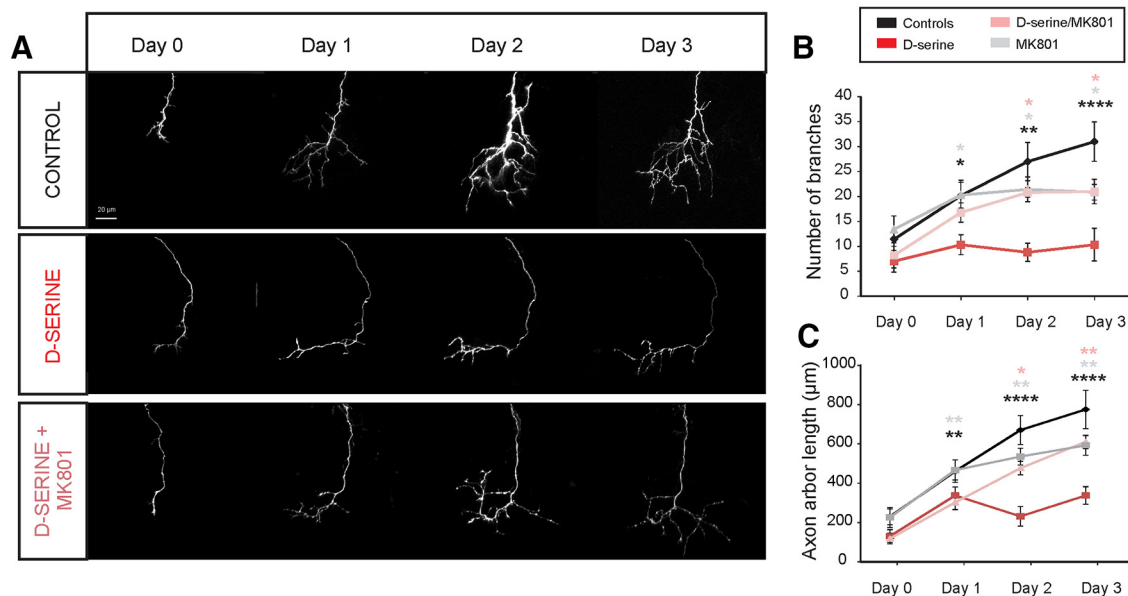 A
Day 0 Day 1 Day 2 Day 3
CONTROL
20 µm
D-SERINE
D-SERINE +
MK801
B
Controls D-serine/MK801
D-serine MK801
Number of branches
40
35
30
25
20
15
10
5
0
* * * *
* * * **
** ****
Day 0 Day 1 Day 2 Day 3
C
Axon arbor length (µm)
1000
800
600
400
200
0
** * **
** ** **
**** ****
Day 0 Day 1 Day 2 Day 3